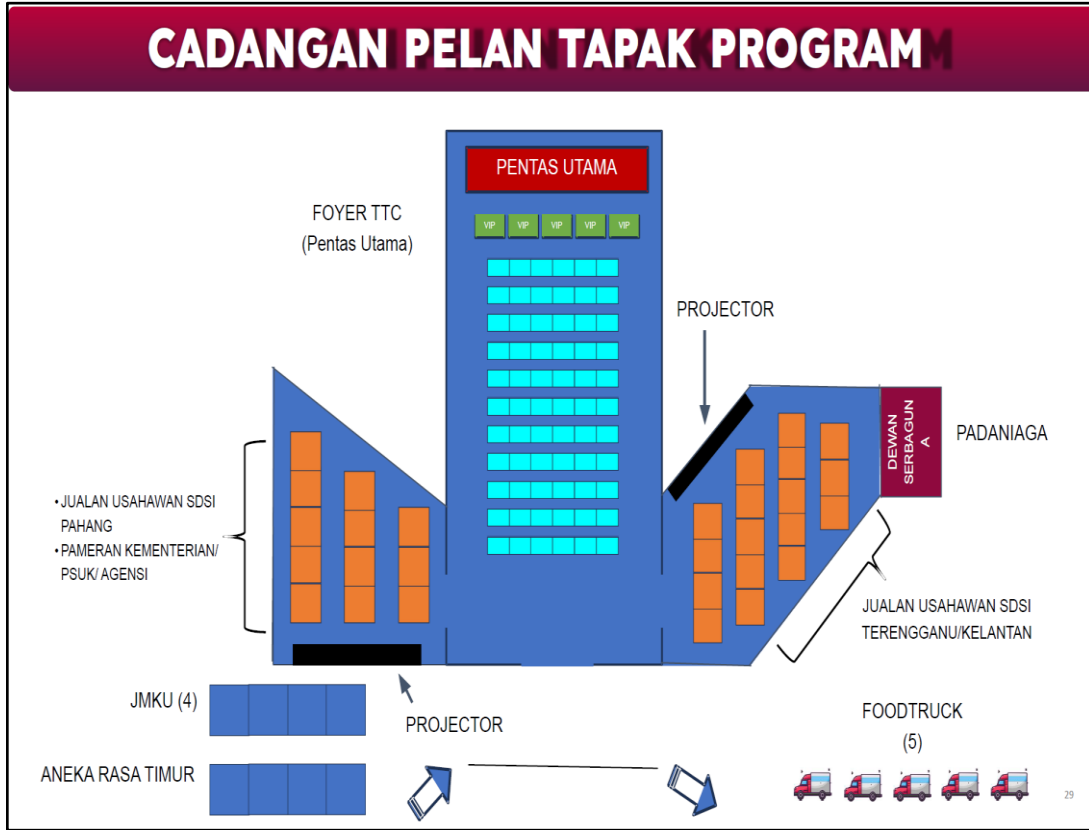 CADANGAN PELAN TAPAK PROGRAM
PENTAS UTAMA
FOYER TTC
(Pentas Utama)
VIP VIP VIP VIP VIP
PROJECTOR
DEWAN
SERBAGUN
A
PADANIAGA
• JUALAN USAHAWAN SDSI
PAHANG
• PAMERAN KEMENTERIAN/
PSUK/ AGENSI
JUALAN USAHAWAN SDSI
TERENGGANU/KELANTAN
JMKU (4)
PROJECTOR
FOODTRUCK
(5)
ANEKA RASA TIMUR
29